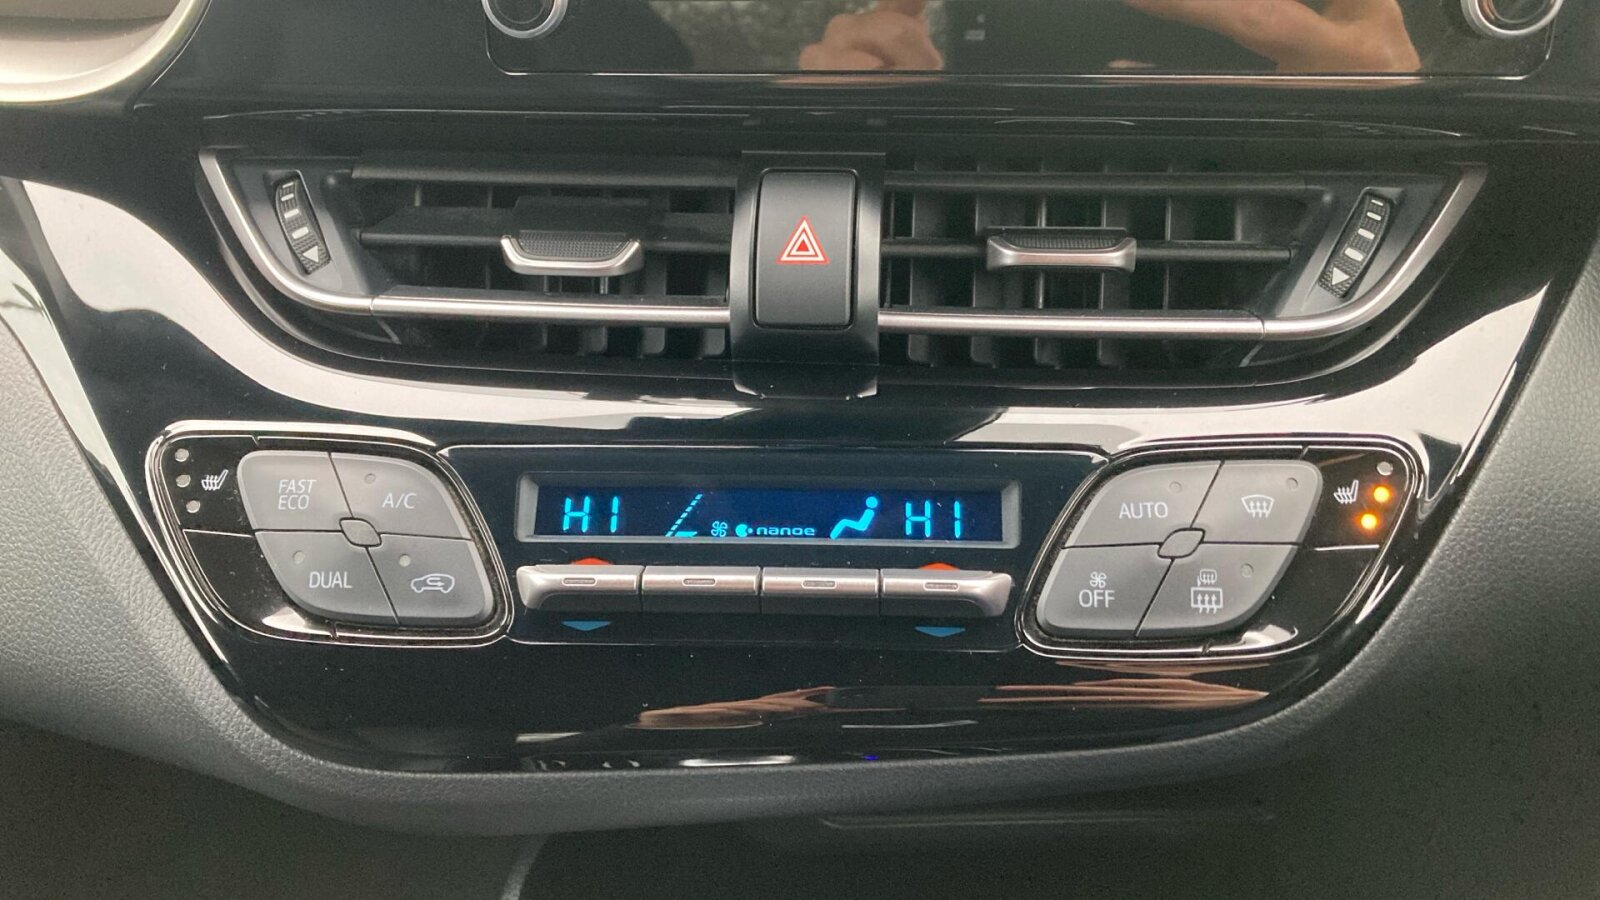 FAST
ECO
A/C
DUAL
HI
nanoe
HI
AUTO
OFF